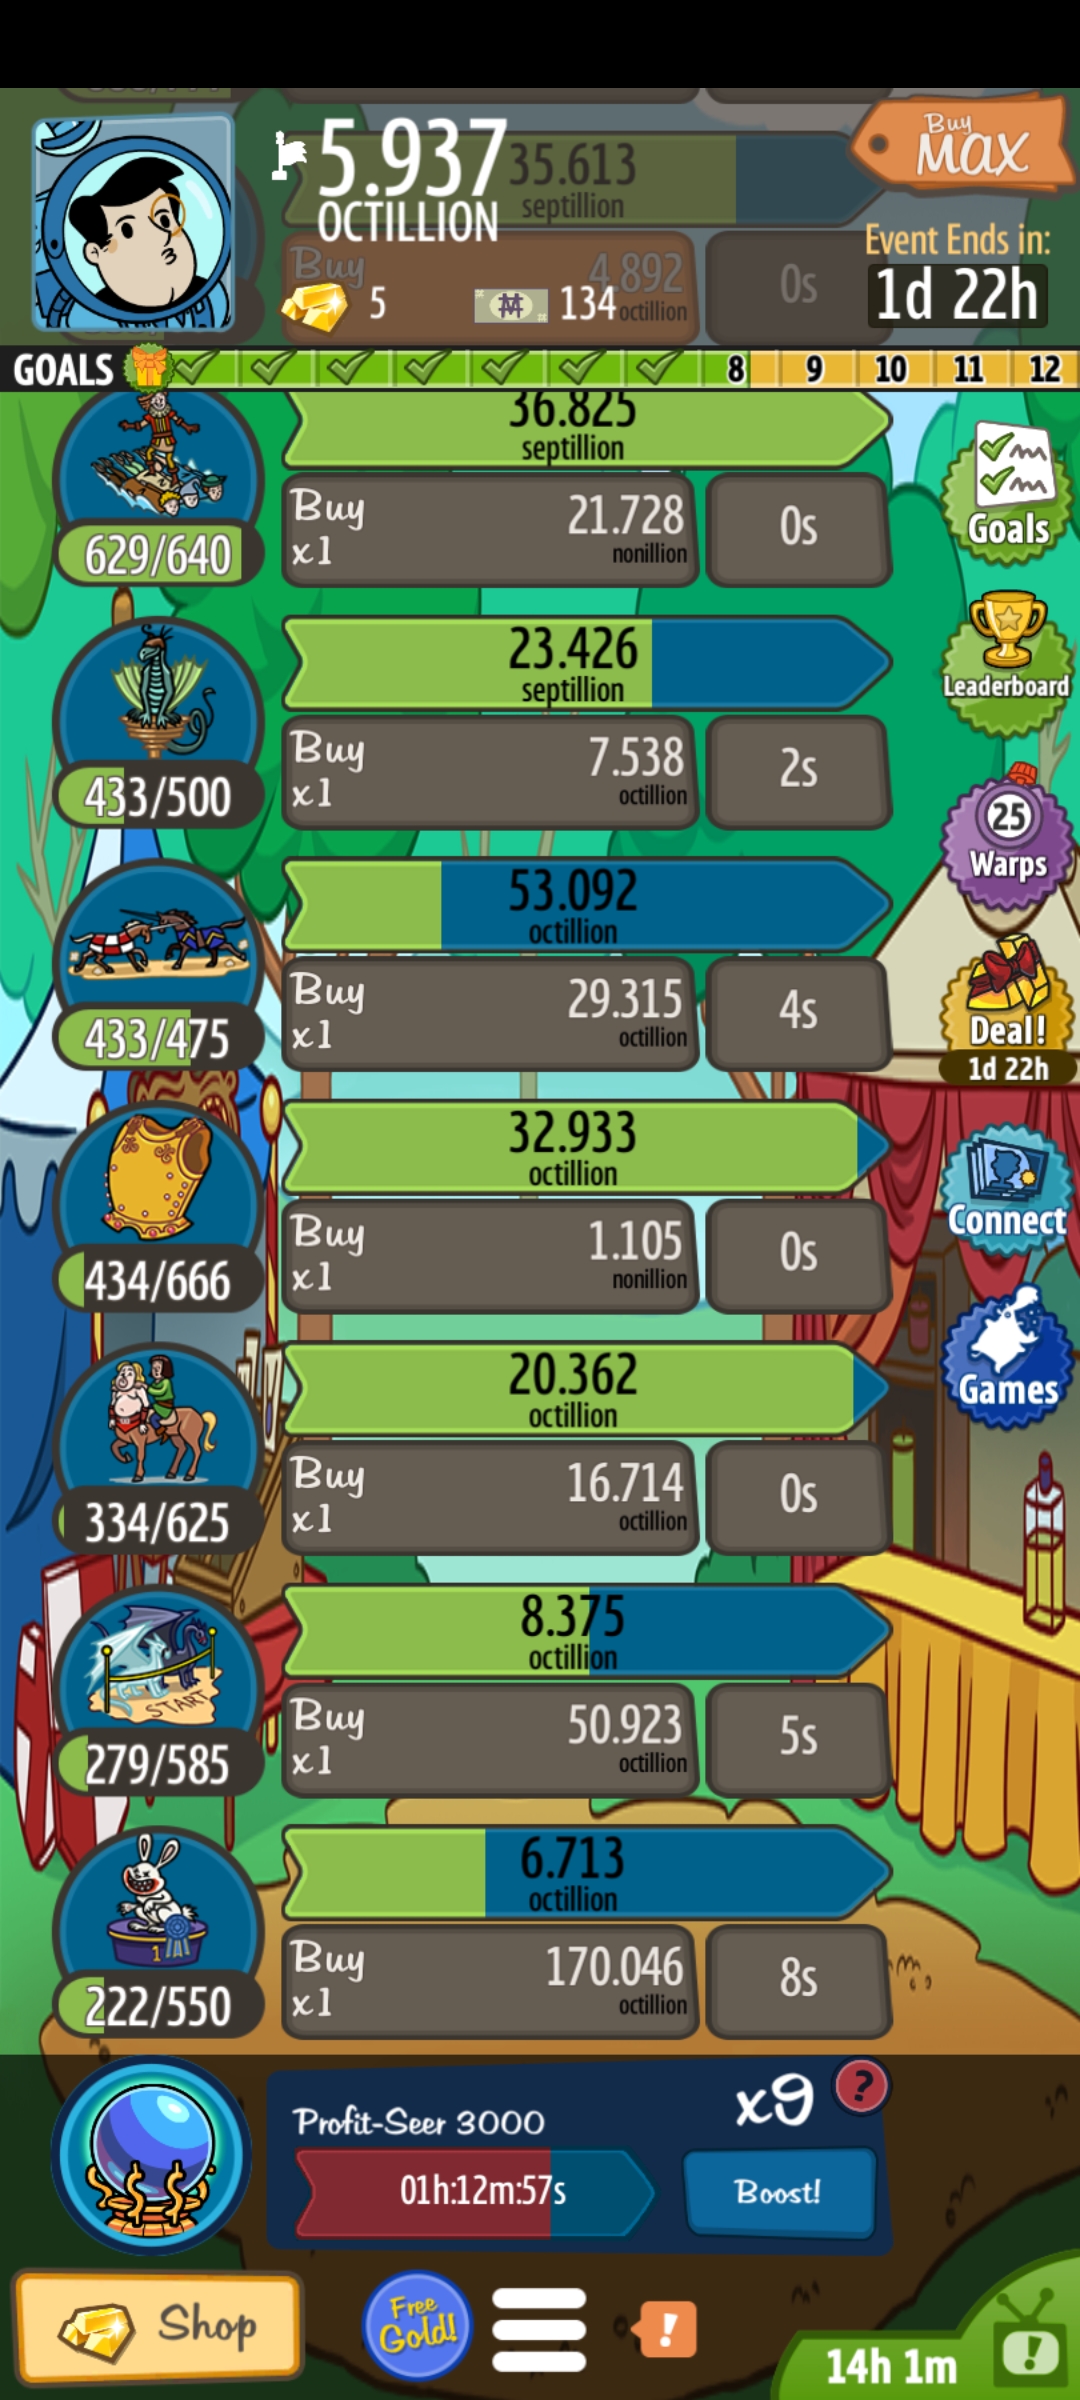 5.937
OCTILLION
35.613
septillion
Buy
MAX
Event Ends in:
1d 22h
Buy
4.892
octillion
0s
5
134
GOALS 8 9 10 11 12
36.825
septillion
629/640
Buy
x1
21.728
nonillion
0s
Goals
23.426
septillion
433/500
Buy
x1
7.538
octillion
2s
Leaderboard
25
Warps
53.092
octillion
433/475
Buy
x1
29.315
octillion
4s
Deal!
1d 22h
32.933
octillion
434/666
Buy
x1
1.105
nonillion
0s
Connect
20.362
octillion
334/625
Buy
x1
16.714
octillion
0s
Games
8.375
octillion
START
279/585
Buy
x1
50.923
octillion
5s
6.713
octillion
1
222/550
Buy
x1
170.046
octillion
8s
Profit-Seer 3000
x9
?
01h:12m:57s
Boost!
Shop
Free
Gold!
!
14h 1m
!